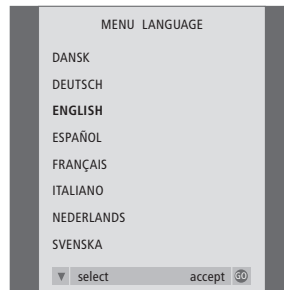 MENU LANGUAGE
DANSK
DEUTSCH
ENGLISH
ESPAÑOL
FRANÇAIS
ITALIANO
NEDERLANDS
SVENSKA
▼ select accept GO